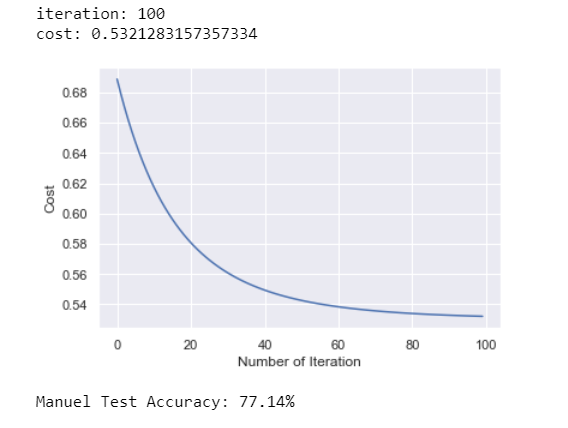 iteration: 100
cost: 0.5321283157357334
0.68
0.66
0.64
0.62
0.60
0.58
0.56
0.54
Cost
0 20 40 60 80 100
Number of Iteration
Manuel Test Accuracy: 77.14%